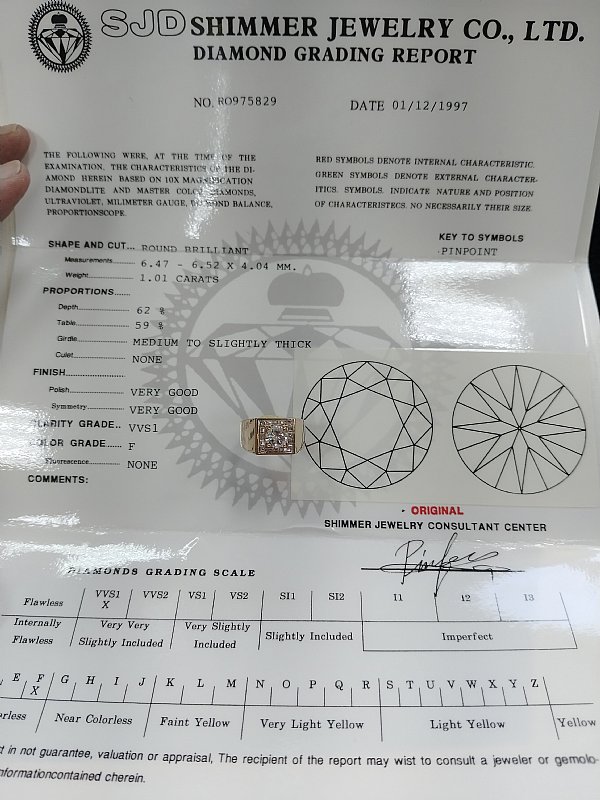 SJD SHIMMER JEWELRY CO., LTD.
DIAMOND GRADING REPORT
NO. RO975829 DATE 01/12/1997
THE FOLLOWING WERE, AT THE TIME OF THE
EXAMINATION, THE CHARACTERISTICS OF THE DI-
AMOND HEREIN BASED ON 10X MAGNIFICATION
DIAMONDLITE AND MASTER COLOR DIAMONDS,
ULTRAVIOLET, MILIMETER GAUGE, DIAMOND BALANCE,
PROPORTIONSCOPE.
RED SYMBOLS DENOTE INTERNAL CHARACTERISTIC.
GREEN SYMBOLS DENOTE EXTERNAL CHARACTER-
ITICS. SYMBOLS. INDICATE NATURE AND POSITION
OF CHARACTERISTECS. NO NECESSARILY THEIR SIZE.
KEY TO SYMBOLS
PINPOINT
SHAPE AND CUT... ROUND BRILLIANT
Measurements 6.47 - 6.52 X 4.04 MM.
Weight 1.01 CARATS
PROPORTIONS......
Depth 62 %
Table 59 %
Girdle MEDIUM TO SLIGHTLY THICK
Culet NONE
FINISH
Polish VERY GOOD
Symmetry VERY GOOD
CLARITY GRADE.. VVS1
COLOR GRADE... F
Fluorescence NONE
COMMENTS:
ORIGINAL
SHIMMER JEWELRY CONSULTANT CENTER
DIAMONDS GRADING SCALE
Flawless VVS1 VVS2 VS1 VS2 SI1 SI2 I1 I2 I3
X
Internally Flawless
Very Very Slightly Included
Very Slightly Included
Slightly Included
Imperfect
E F G H I J K L M N O P Q R S T U V W X Y Z
X
rless Near Colorless Faint Yellow Very Light Yellow Light Yellow Yellow
t in not guarantee, valuation or appraisal, The recipient of the report may wist to consult a jeweler or gemolo-
nformationcontained cherein.